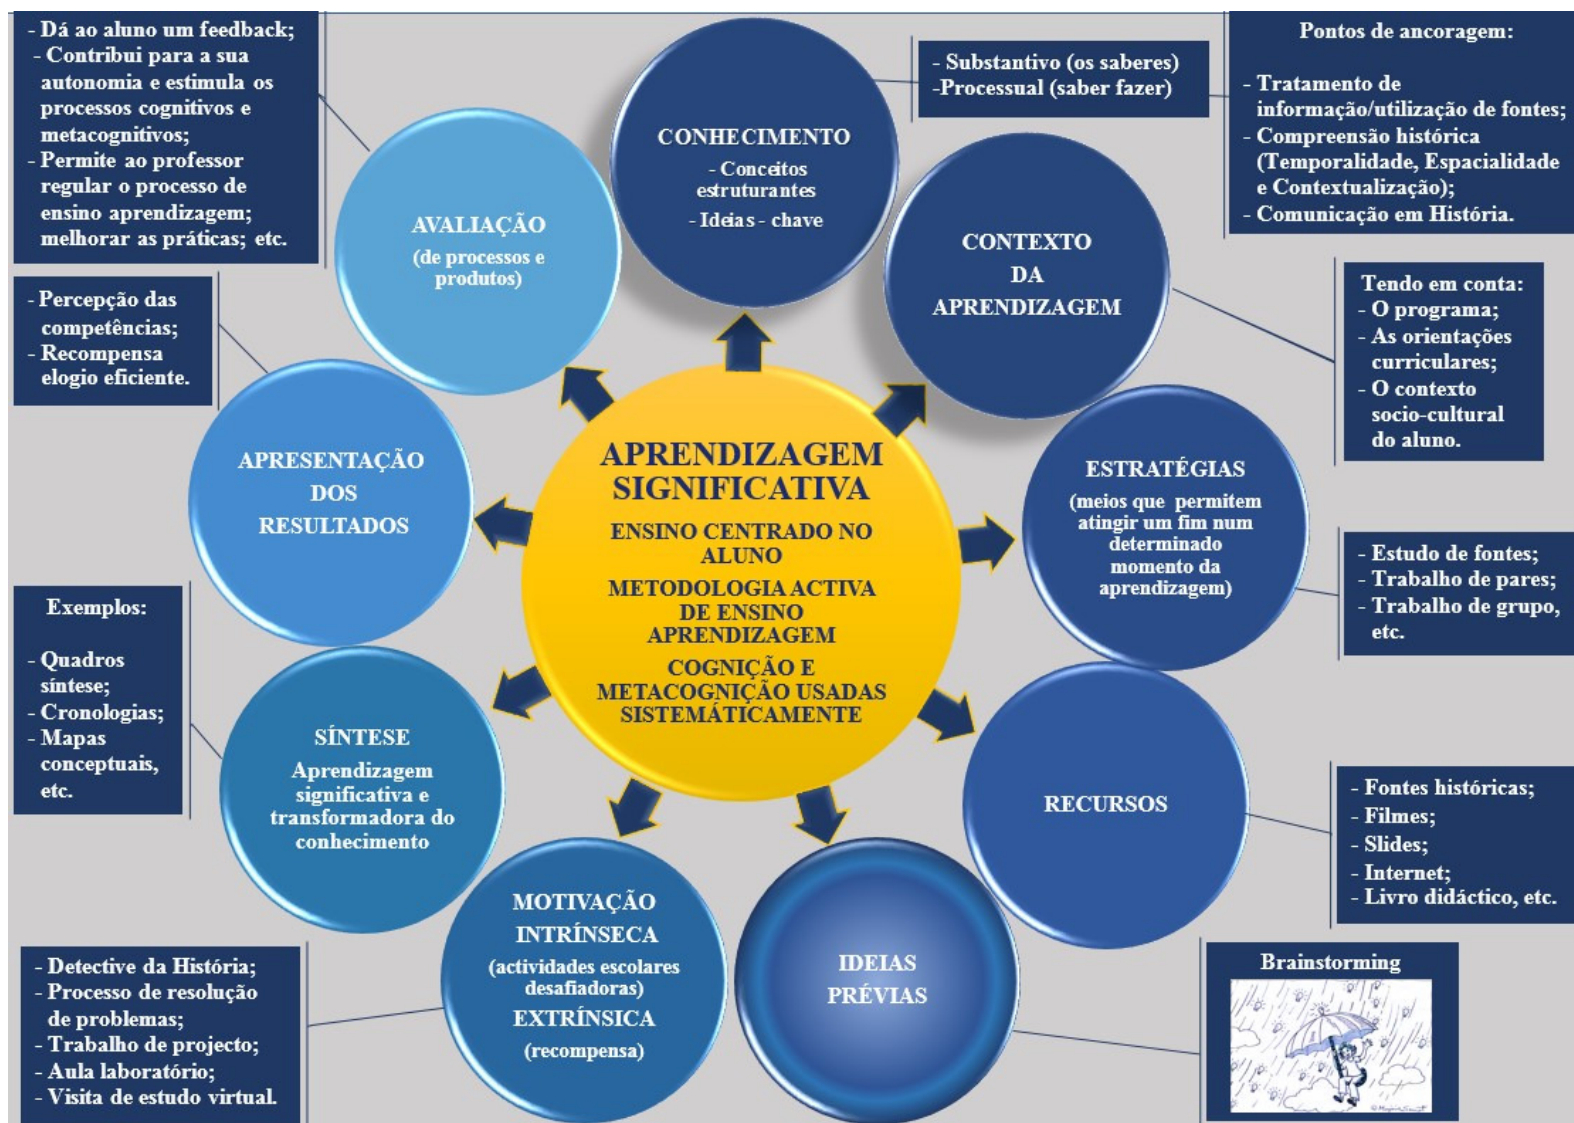 - Dá ao aluno um feedback;
- Contribui para a sua
autonomia e estimula os
processos cognitivos e
metacognitivos;
- Permite ao professor
regular o processo de
ensino aprendizagem;
melhorar as práticas; etc.
AVALIAÇÃO
(de processos e
produtos)
CONHECIMENTO
- Conceitos
estruturantes
- Ideias - chave
- Substantivo (os saberes)
-Processual (saber fazer)
Pontos de ancoragem:
- Tratamento de
informação/utilização de fontes;
- Compreensão histórica
(Temporalidade, Espacialidade
e Contextualização);
- Comunicação em História.
CONTEXTO
DA
APRENDIZAGEM
Tendo em conta:
- O programa;
- As orientações
curriculares;
- O contexto
socio-cultural
do aluno.
- Percepção das
competências;
- Recompensa
elogio eficiente.
APRESENTAÇÃO
DOS
RESULTADOS
APRENDIZAGEM
SIGNIFICATIVA
ENSINO CENTRADO NO
ALUNO
METODOLOGIA ACTIVA
DE ENSINO
APRENDIZAGEM
COGNIÇÃO E
METACOGNIÇÃO USADAS
SISTEMÁTICAMENTE
ESTRATÉGIAS
(meios que permitem
atingir um fim num
determinado
momento da
aprendizagem)
- Estudo de fontes;
- Trabalho de pares;
- Trabalho de grupo,
etc.
Exemplos:
- Quadros
síntese;
- Cronologias;
- Mapas
conceptuais,
etc.
SÍNTESE
Aprendizagem
significativa e
transformadora do
conhecimento
RECURSOS
- Fontes históricas;
- Filmes;
- Slides;
- Internet;
- Livro didáctico, etc.
- Detective da História;
- Processo de resolução
de problemas;
- Trabalho de projecto;
- Aula laboratório;
- Visita de estudo virtual.
MOTIVAÇÃO
INTRÍNSECA
(actividades escolares
desafiadoras)
EXTRÍNSICA
(recompensa)
IDEIAS
PRÉVIAS
Brainstorming